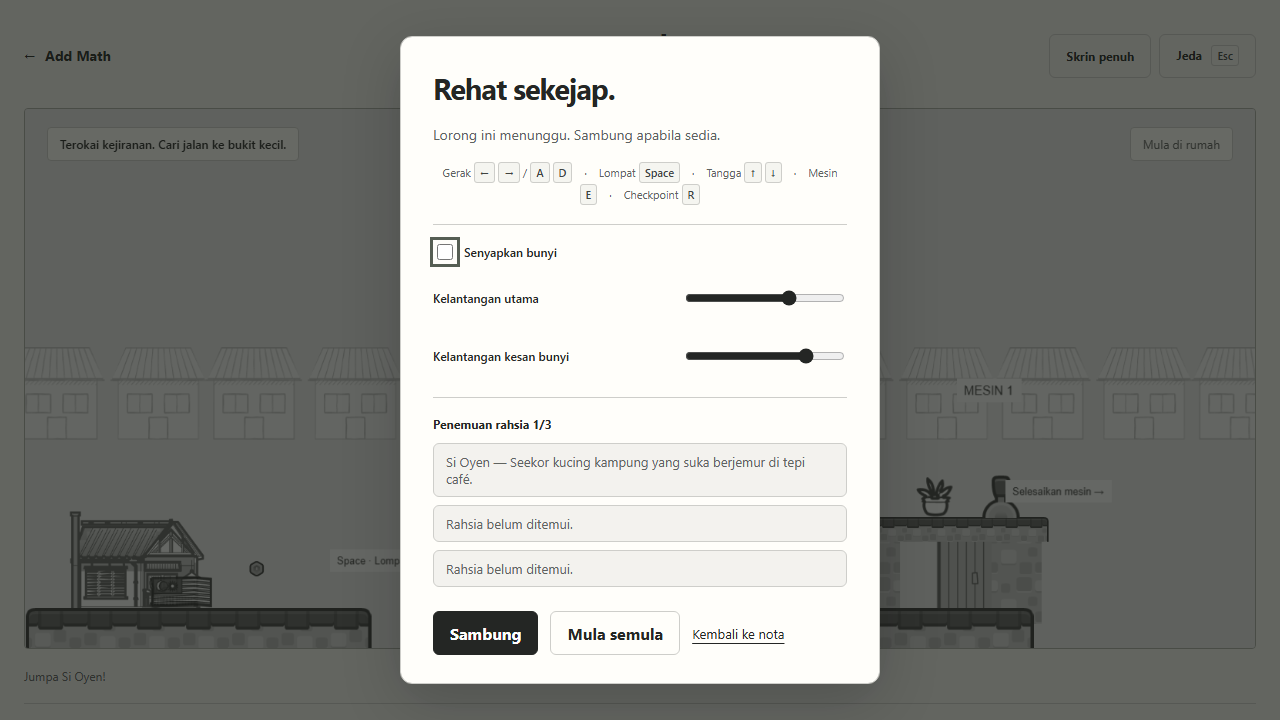 ← Add Math
Skrin penuh
Jeda Esc
Terokai kejiranan. Cari jalan ke bukit kecil.
Mula di rumah
Rehat sekejap.
Lorong ini menunggu. Sambung apabila sedia.
Gerak ← → / A D · Lompat Space · Tangga ↑ ↓ · Mesin
E · Checkpoint R
Senyapkan bunyi
Kelantangan utama
Kelantangan kesan bunyi
MESIN 1
Penemuan rahsia 1/3
Si Oyen — Seekor kucing kampung yang suka berjemur di tepi
café.
Selesaikan mesin →
Rahsia belum ditemui.
Space · Lomp
Rahsia belum ditemui.
Sambung
Mula semula
Kembali ke nota
Jumpa Si Oyen!